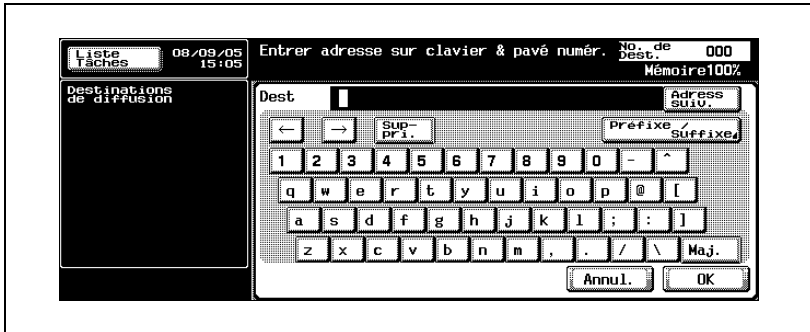 Liste
Tâches
08/09/05
15:05
Entrer adresse sur clavier & pavé numér.
No. de
Dest.
000
Mémoire100%
Destinations
de diffusion
Dest
Adress
suiv.
← → Sup-
pri.
Préfixe /
Suffixe
1 2 3 4 5 6 7 8 9 0 - ^
q w e r t y u i o p @ [
a s d f g h j k l ; : ]
z x c v b n m , . / \ Maj.
Annul. OK